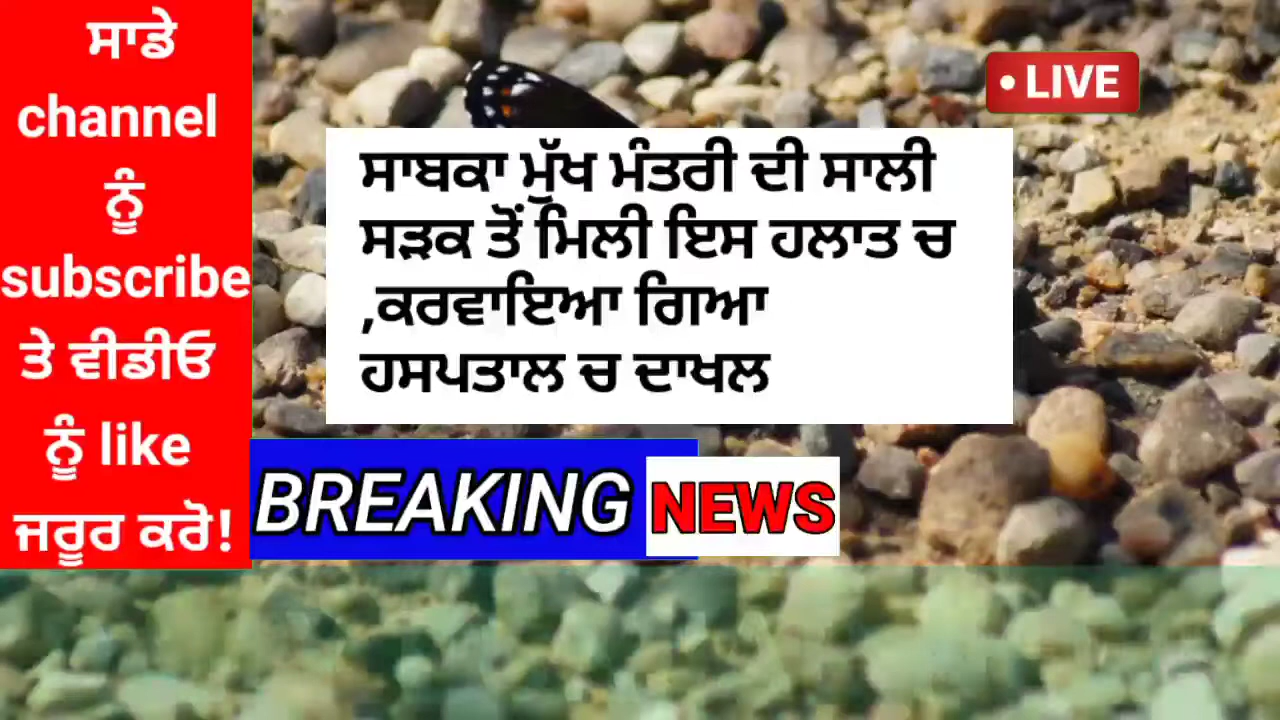 ਸਾਡੇ
channel
ਨੂੰ
subscribe
ਤੇ ਵੀਡੀਓ
ਨੂੰ like
ਜਰੂਰ ਕਰੋ!
• LIVE
ਸਾਬਕਾ ਮੁੱਖ ਮੰਤਰੀ ਦੀ ਸਾਲੀ
ਸੜਕ ਤੋਂ ਮਿਲੀ ਇਸ ਹਲਾਤ ਚ
,ਕਰਵਾਇਆ ਗਿਆ
ਹਸਪਤਾਲ ਚ ਦਾਖਲ
BREAKING NEWS